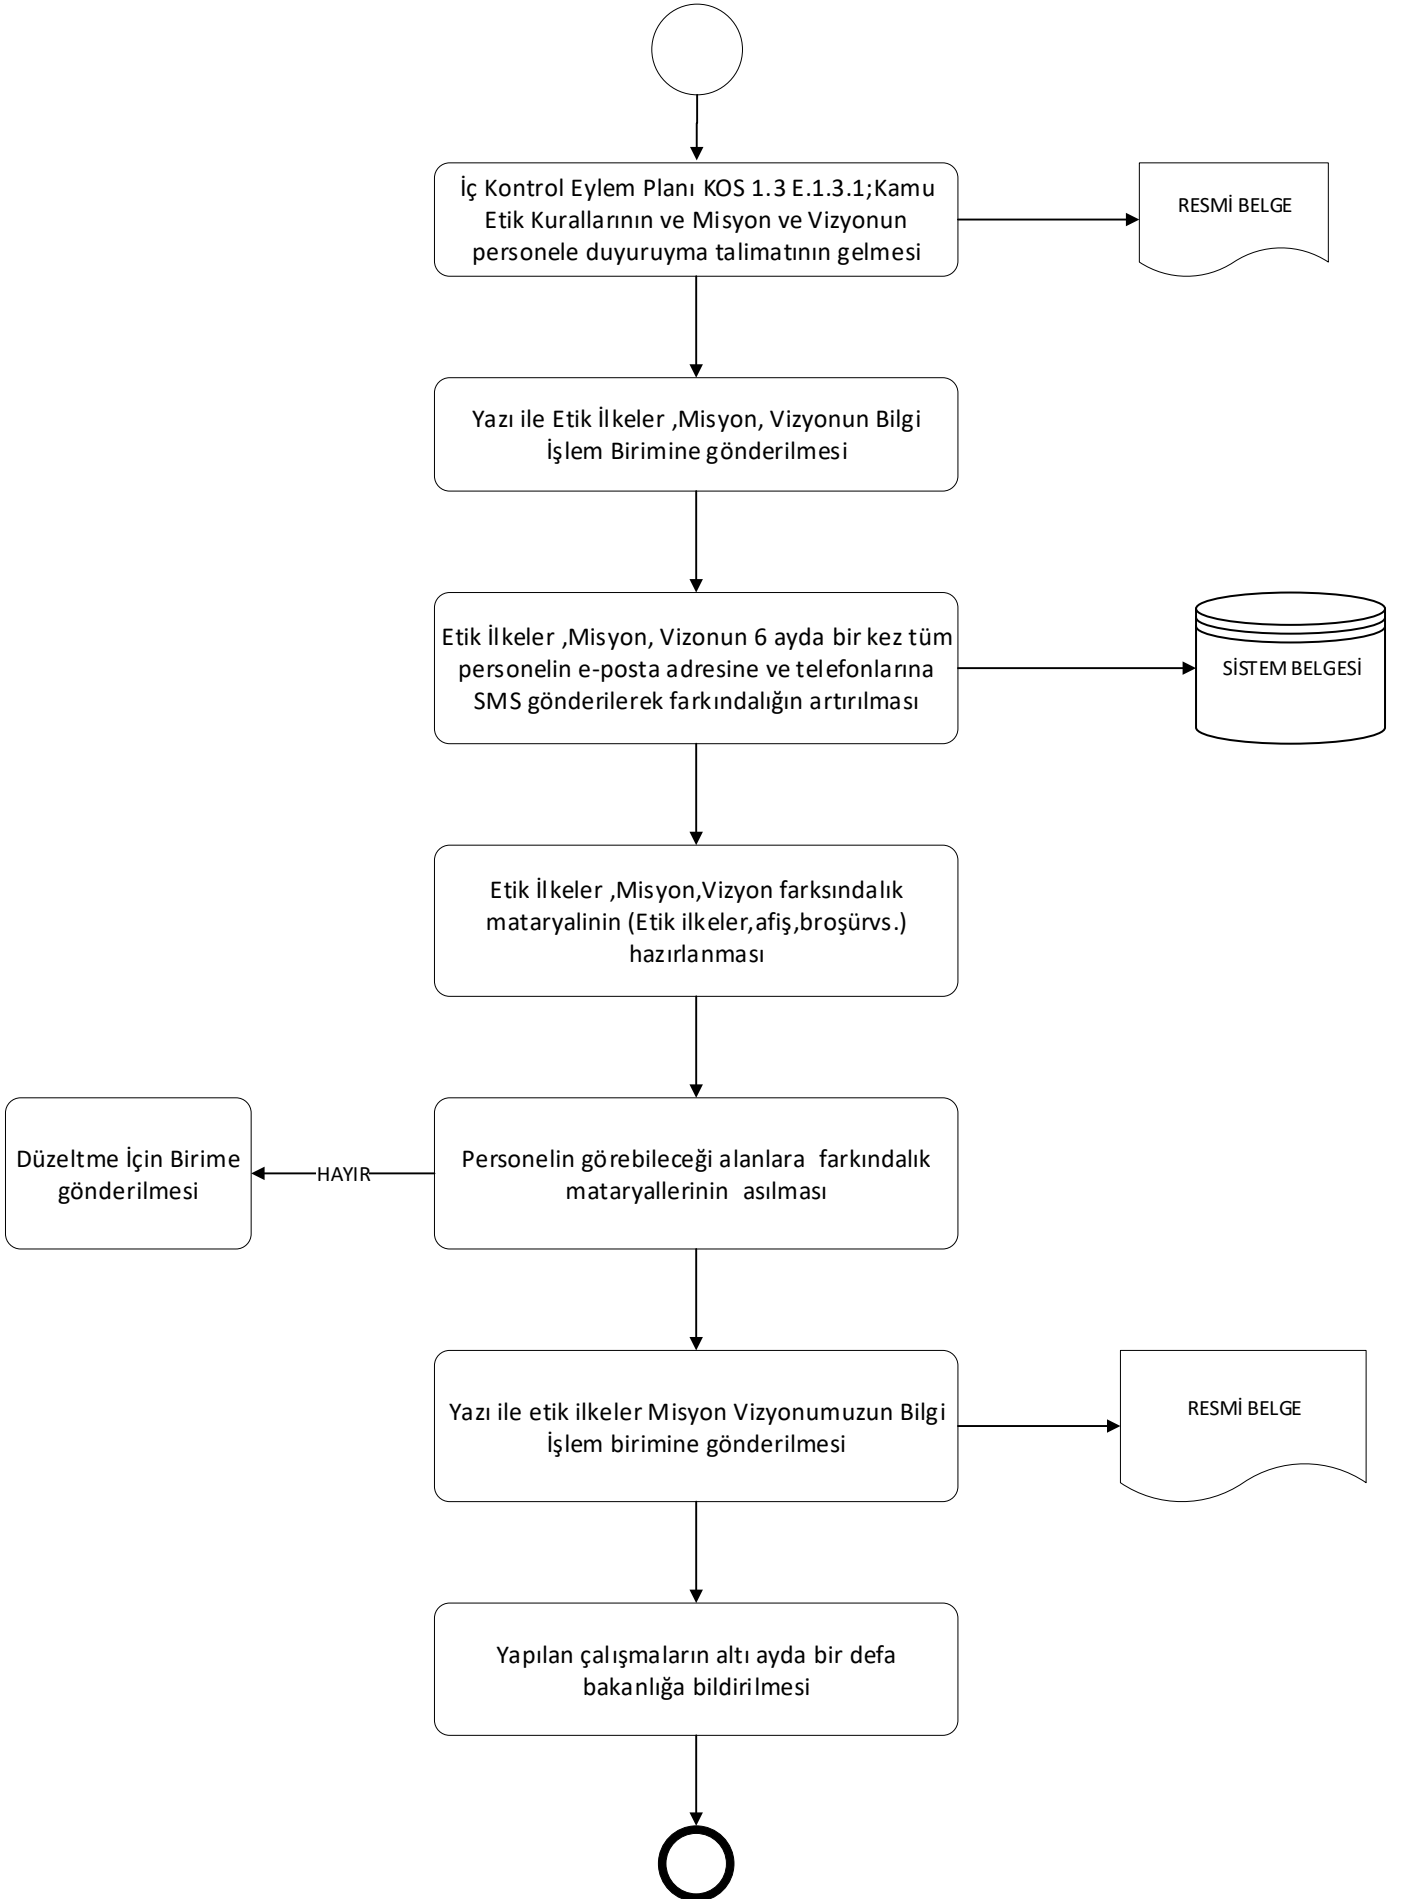 İç Kontrol Eylem Planı KOS 1.3 E.1.3.1;Kamu
Etik Kurallarının ve Misyon ve Vizyonun
personele duyuruyma talimatının gelmesi
RESMİ BELGE
Yazı ile Etik İlkeler ,Misyon, Vizyonun Bilgi
İşlem Birimine gönderilmesi
Etik İlkeler ,Misyon, Vizonun 6 ayda bir kez tüm
personelin e-posta adresine ve telefonlarına
SMS gönderilerek farkındalığın artırılması
SİSTEM BELGESİ
Etik İlkeler ,Misyon,Vizyon farksındalık
mataryalinin (Etik ilkeler,afiş,broşürvs.)
hazırlanması
Düzeltme İçin Birime
gönderilmesi
HAYIR
Personelin görebileceği alanlara  farkındalık
mataryallerinin  asılması
Yazı ile etik ilkeler Misyon Vizyonumuzun Bilgi
İşlem birimine gönderilmesi
RESMİ BELGE
Yapılan çalışmaların altı ayda bir defa
bakanlığa bildirilmesi